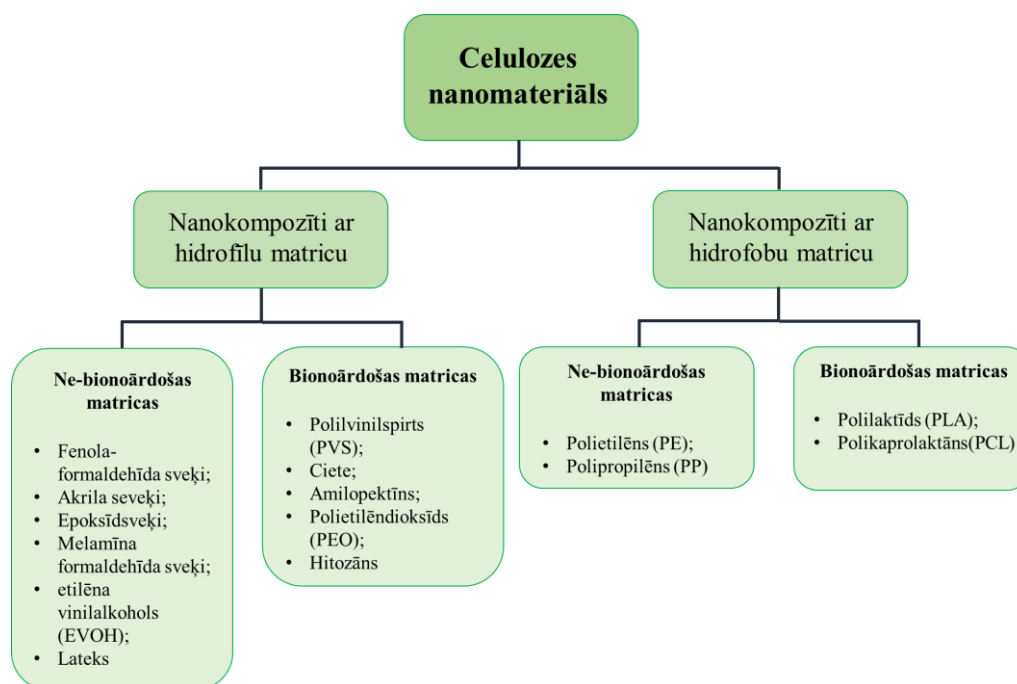 Celulozes
nanomateriāls
Nanokompozīti ar
hidrofīlu matricu
Nanokompozīti ar
hidrofobu matricu
Ne-bionoārdošas
matricas
• Fenola-
formaldehīda sveķi;
• Akrila seveķi;
• Epoksīdsveķi;
• Melamīna
formaldehīda sveķi;
• etilēna
vinilalkohols
(EVOH);
• Lateks
Bionoārdošas matricas
• Polilvinilspirts
(PVS);
• Ciete;
• Amilopektīns;
• Polietilēndioksīds
(PEO);
• Hitozāns
Ne-bionoārdošas
matricas
• Polietilēns (PE);
• Polipropilēns (PP)
Bionoārdošas matricas
• Polilaktīds (PLA);
• Polikaprolaktāns(PCL)